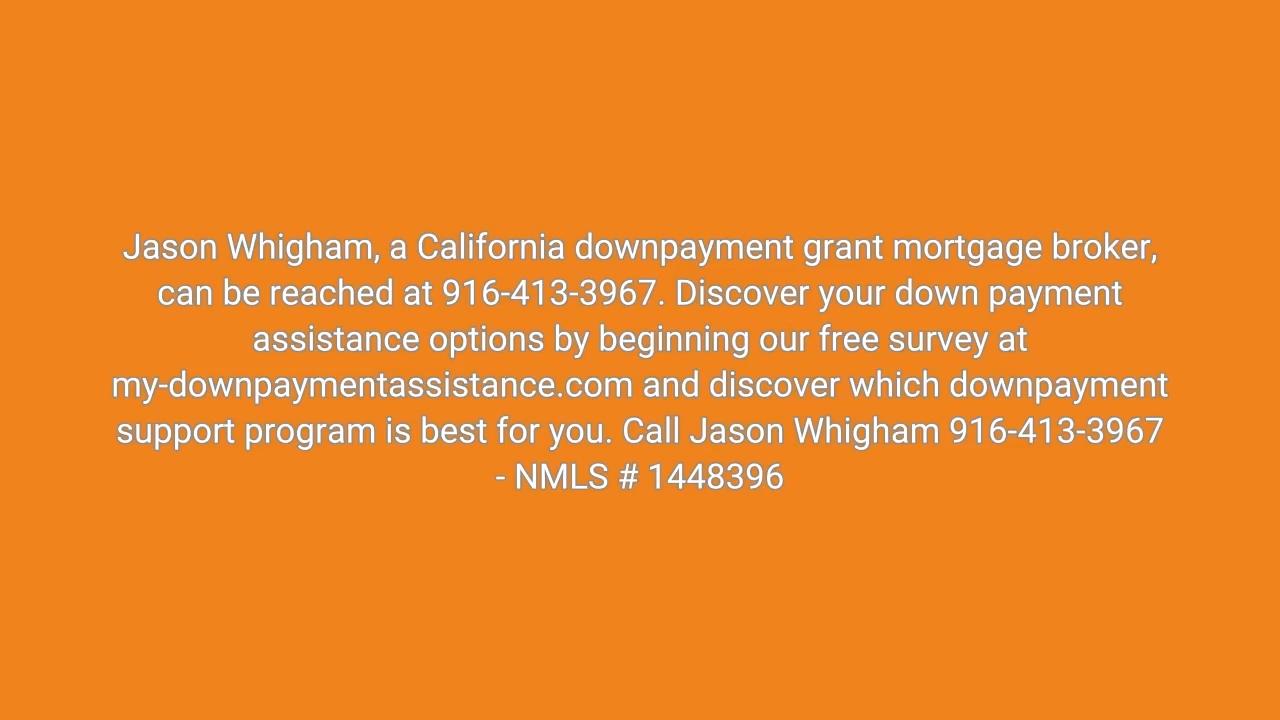 Jason Whigham, a California downpayment grant mortgage broker,
can be reached at 916-413-3967. Discover your down payment
assistance options by beginning our free survey at
my-downpaymentassistance.com and discover which downpayment
support program is best for you. Call Jason Whigham 916-413-3967
- NMLS # 1448396